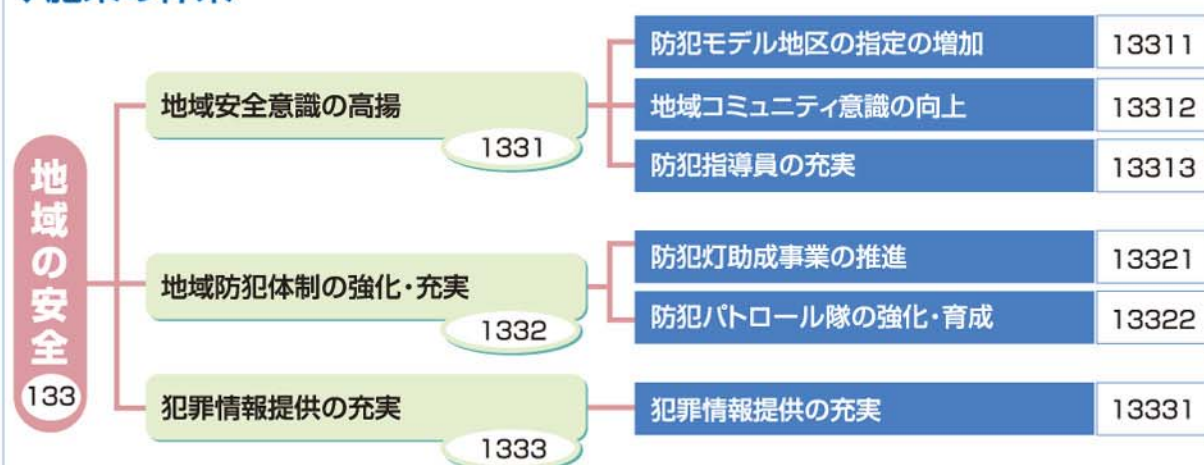 地域の安全
133
地域安全意識の高揚
1331
防犯モデル地区の指定の増加 13311
地域コミュニティ意識の向上 13312
防犯指導員の充実 13313
地域防犯体制の強化・充実
1332
防犯灯助成事業の推進 13321
防犯パトロール隊の強化・育成 13322
犯罪情報提供の充実
1333
犯罪情報提供の充実 13331